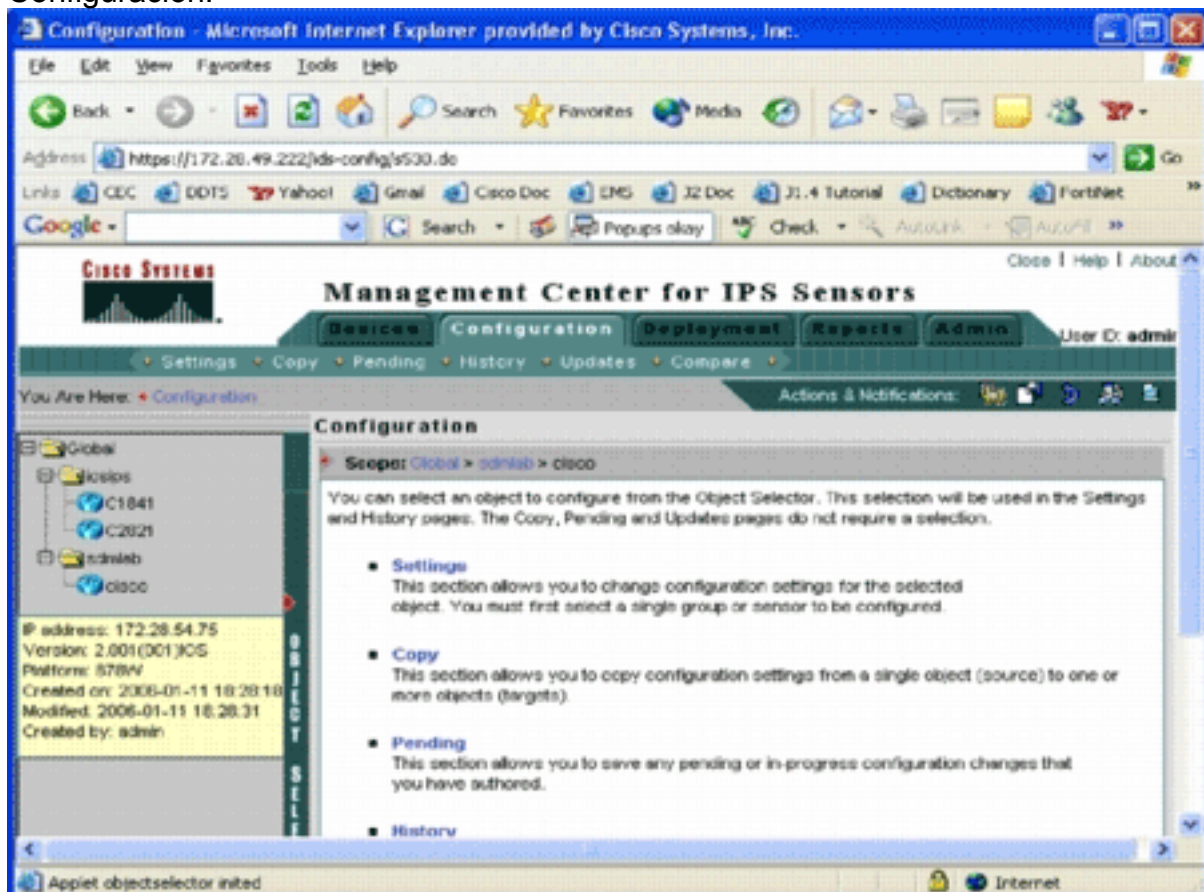 Configuración.
Configuration - Microsoft Internet Explorer provided by Cisco Systems, Inc.
File Edit View Favorites Tools Help
Back Search Favorites Media
Address https://172.28.49.222/ids-config/s530.do Go
Links CEC DDTS Yahoo! Gmail Cisco Doc EMS J2 Doc J1.4 Tutorial Dictionary FortiNet »
Google Search Popups okay Check AutoLink AutoFill »
Close | Help | About
CISCO SYSTEMS
Management Center for IPS Sensors
Devices Configuration Deployment Reports Admin
User ID: admin
Settings Copy Pending History Updates Compare
You Are Here: Configuration
Actions & Notifications:
Configuration
Global
iosips
C1841
C2821
sdmlab
cisco
Scope: Global > sdmlab > cisco
You can select an object to configure from the Object Selector. This selection will be used in the Settings
and History pages. The Copy, Pending and Updates pages do not require a selection.
Settings
This section allows you to change configuration settings for the selected
object. You must first select a single group or sensor to be configured.
Copy
This section allows you to copy configuration settings from a single object (source) to one or
more objects (targets).
Pending
This section allows you to save any pending or in-progress configuration changes that
you have authored.
History
IP address: 172.28.54.75
Version: 2.001(001)IOS
Platform: 878W
Created on: 2006-01-11 18:28:18
Modified: 2006-01-11 18:28:31
Created by: admin
OBJECT SELE
Applet objectselector inited
Internet